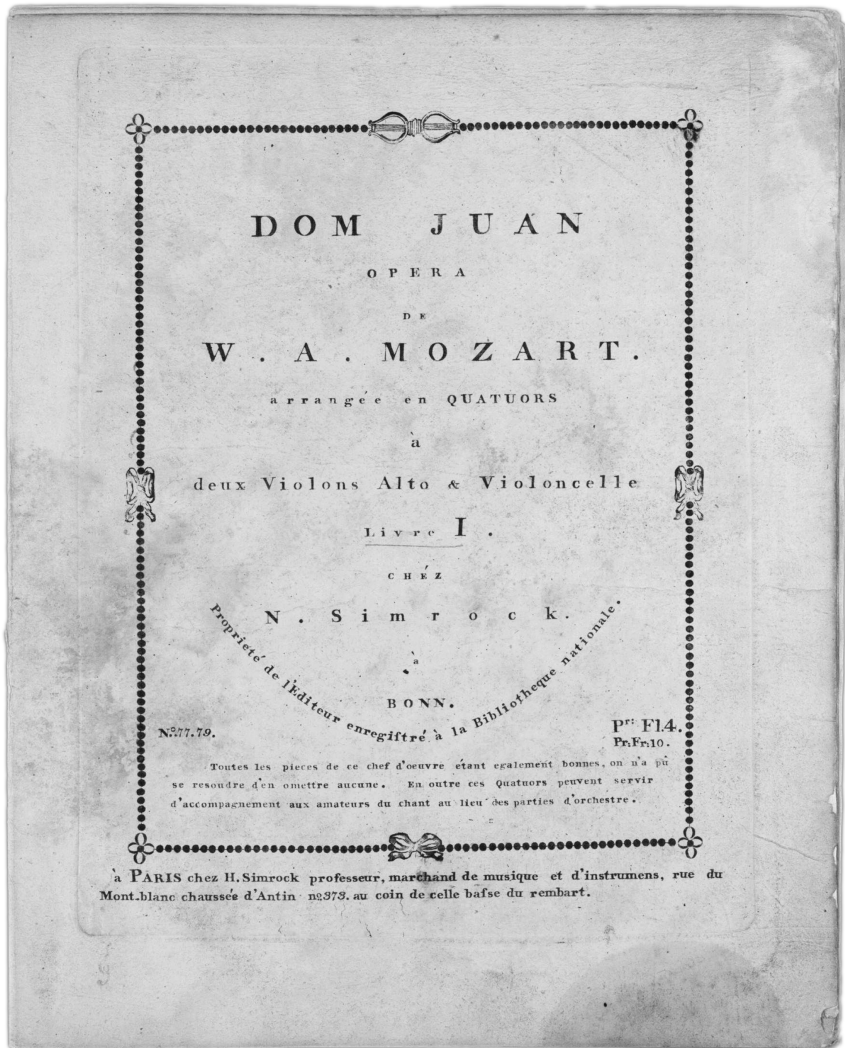 DOM JUAN
OPERA
DE
W. A. MOZART.
arrangée en QUATUORS
à
deux Violons Alto & Violoncelle
Livre I.
CHÉZ
N. Simrock.
à
BONN.
Proprieté de l'Editeur enregistré à la Bibliotheque nationale.
No. 77. 79.
Pr: Fl.4.
Pr: Fr: 10.
Toutes les pieces de ce chef d'oeuvre étant egalement bonnes, on n'a pû
se resoudre d'en omettre aucune. En outre ces Quatuors peuvent servir
d'accompagnement aux amateurs du chant au lieu des parties d'orchestre.
à PARIS chez H. Simrock professeur, marchand de musique et d'instrumens, rue du
Mont-blanc chaussée d'Antin no. 373. au coin de celle basse du rembart.